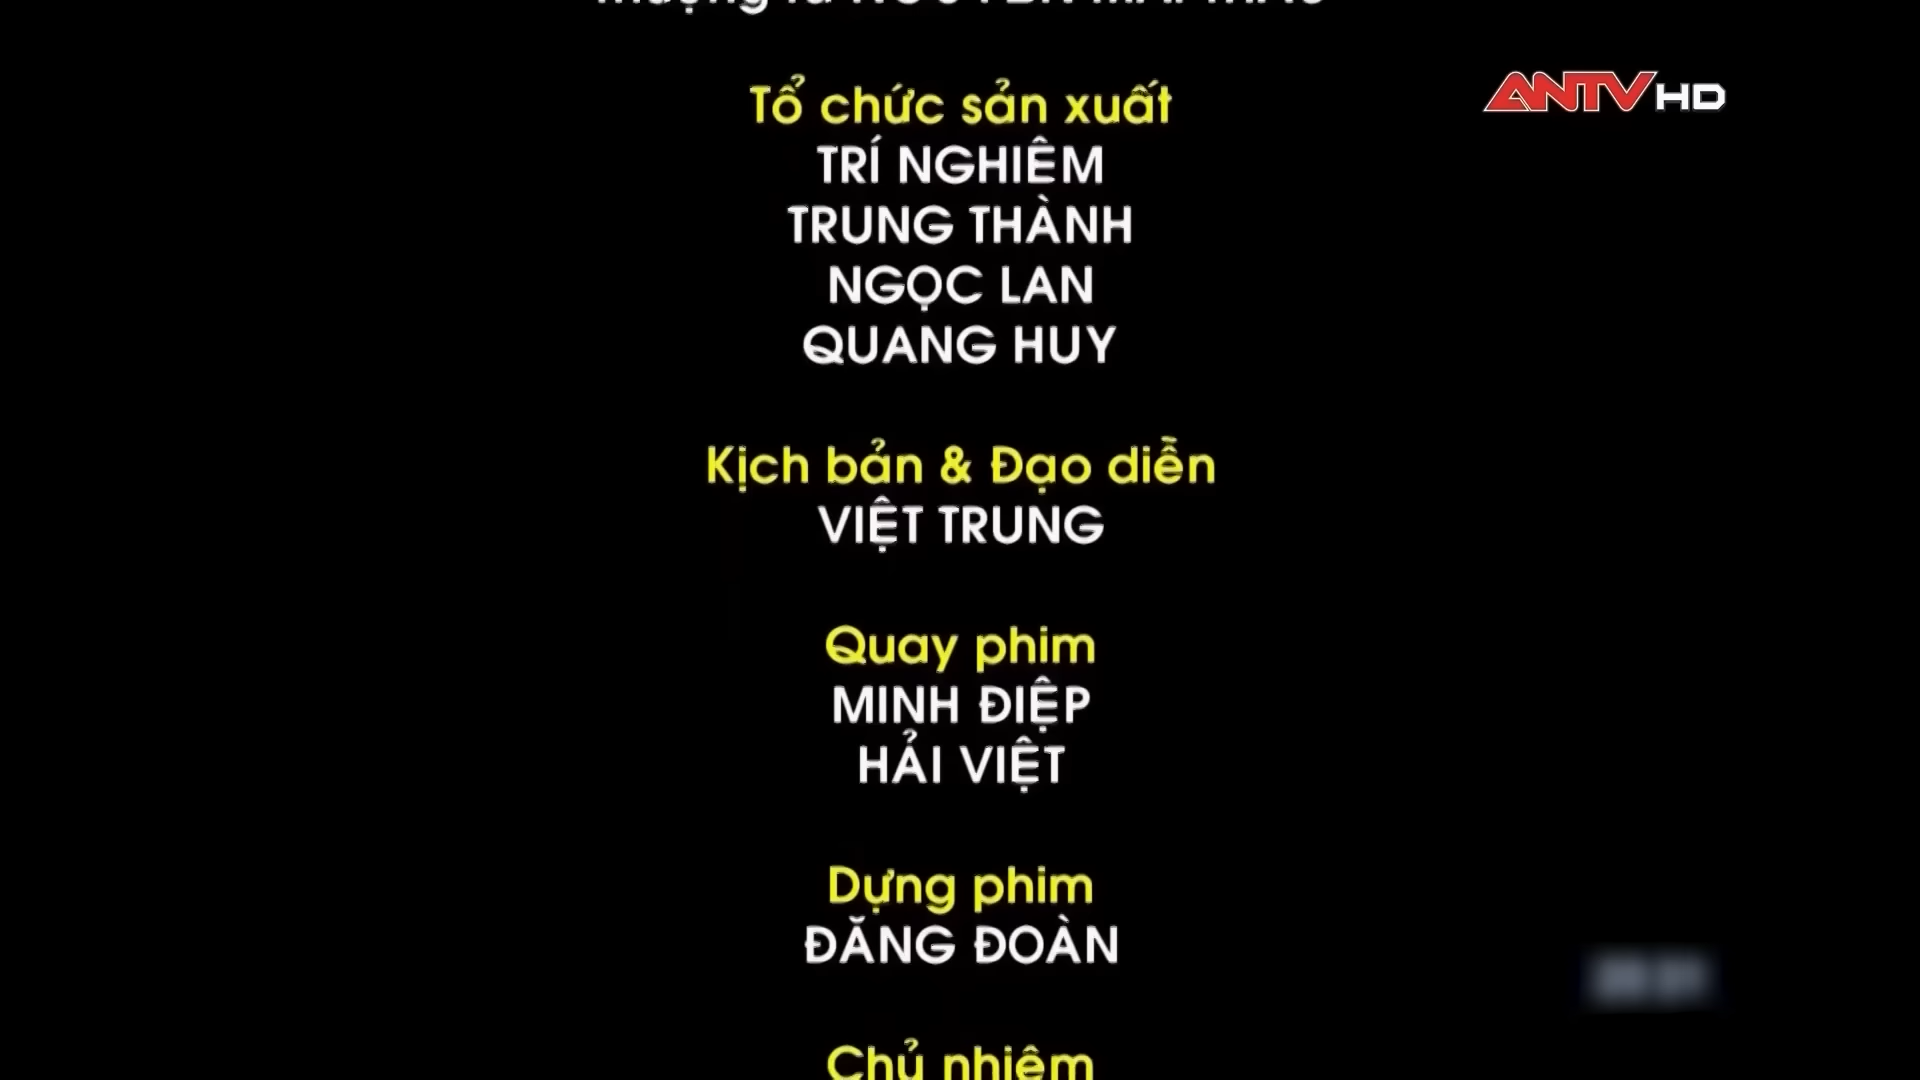 Tổ chức sản xuất
ANTV HD
TRÍ NGHIÊM
TRUNG THÀNH
NGỌC LAN
QUANG HUY
Kịch bản & Đạo diễn
VIỆT TRUNG
Quay phim
MINH ĐIỆP
HẢI VIỆT
Dựng phim
ĐĂNG ĐOÀN
Chủ nhiệm